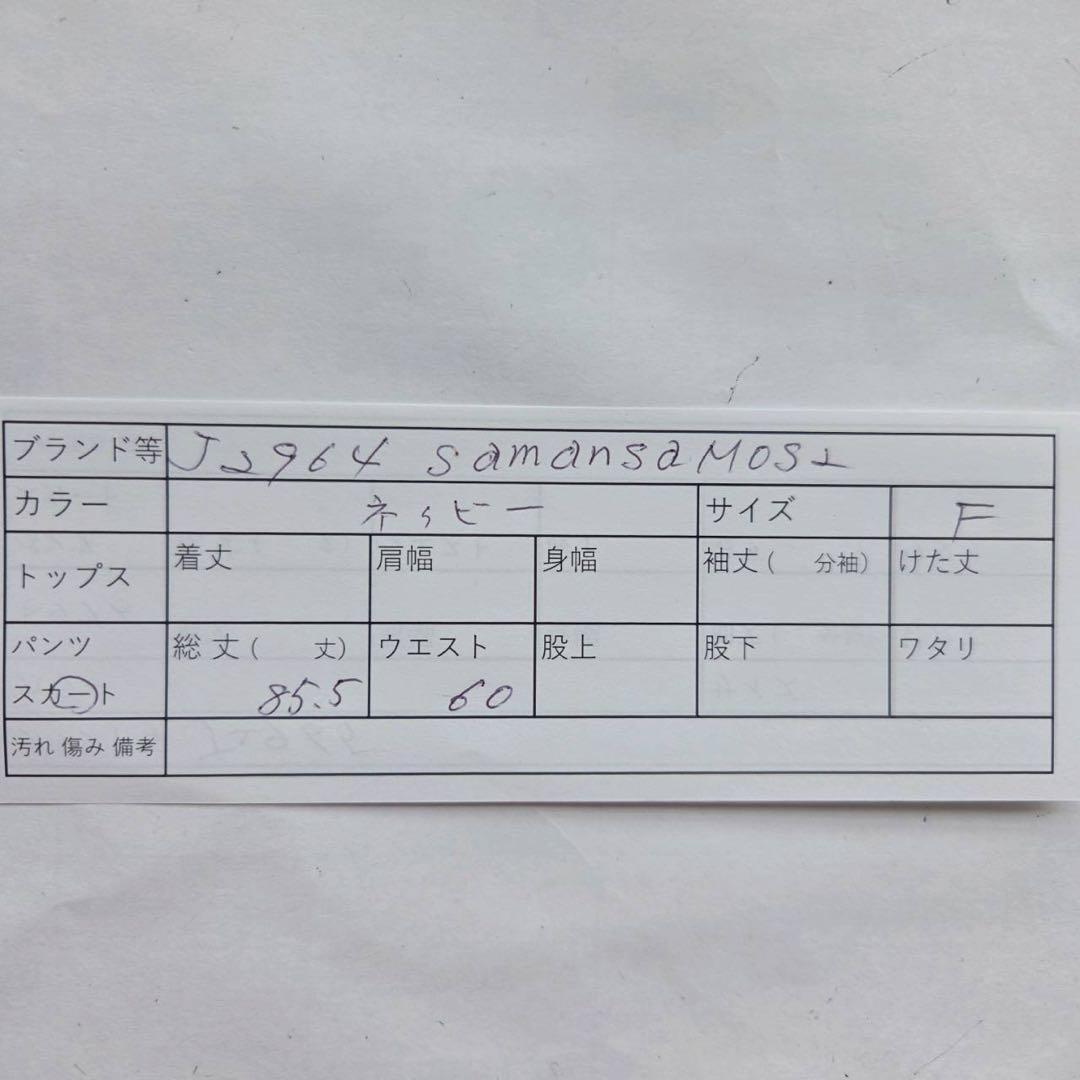 ブランド等 J2964 samansaMOS2
カラー ネイビー サイズ F
トップス 着丈 肩幅 身幅 袖丈( 分袖) けた丈
パンツ 総丈( 丈) ウエスト 股上 股下 ワタリ
スカート 85.5 60
汚れ 傷み 備考